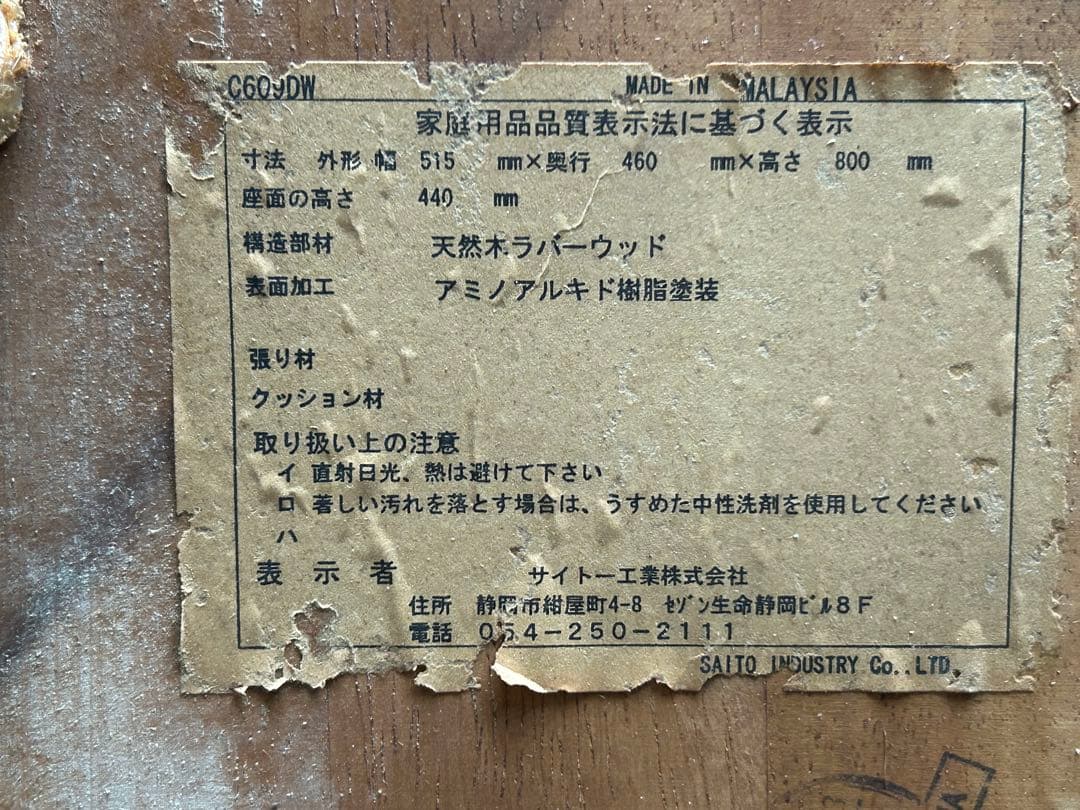 C609DW MADE IN MALAYSIA
家庭用品品質表示法に基づく表示
寸法 外形 幅 515 mm×奥行 460 mm×高さ 800 mm
座面の高さ 440 mm
構造部材 天然木ラバーウッド
表面加工 アミノアルキド樹脂塗装
張り材
クッション材
取り扱い上の注意
イ 直射日光、熱は避けて下さい
ロ 著しい汚れを落とす場合は、うすめた中性洗剤を使用してください
ハ
表示者 サイトー工業株式会社
住所 静岡市紺屋町4-8 ｾｿﾞﾝ生命静岡ﾋﾞﾙ8F
電話 054-250-2111
SAITO INDUSTRY Co.,LTD.